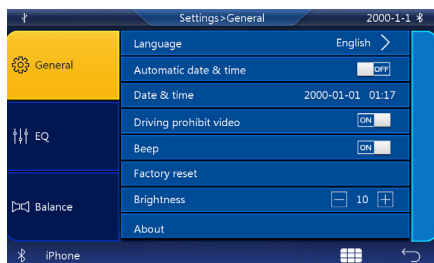 Settings>General 2000-1-1
General
EQ
Balance
Language English
Automatic date & time OFF
Date & time 2000-01-01 01:17
Driving prohibit video ON
Beep ON
Factory reset
Brightness 10
About
iPhone